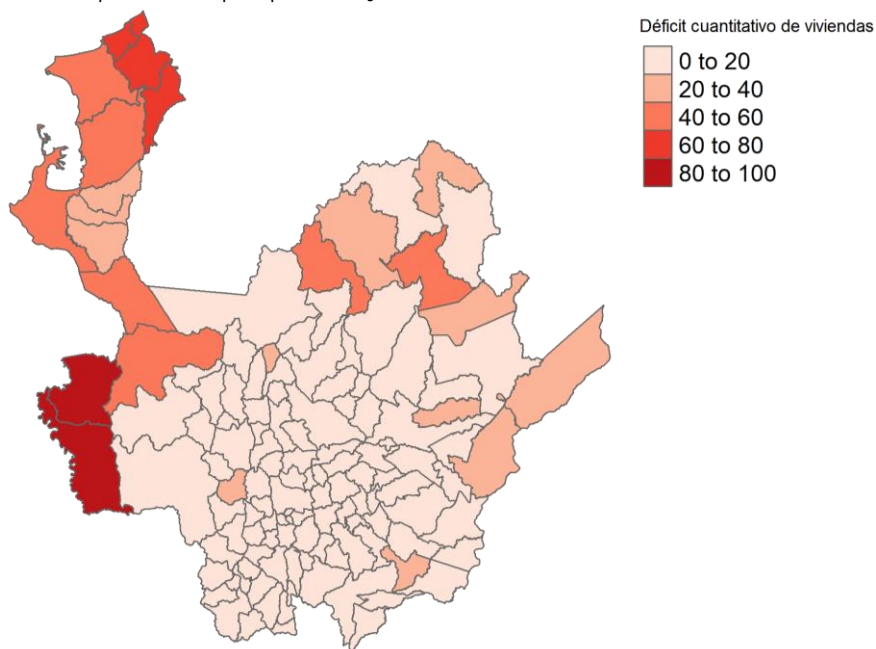 Déficit cuantitativo de viviendas
0 to 20
20 to 40
40 to 60
60 to 80
80 to 100